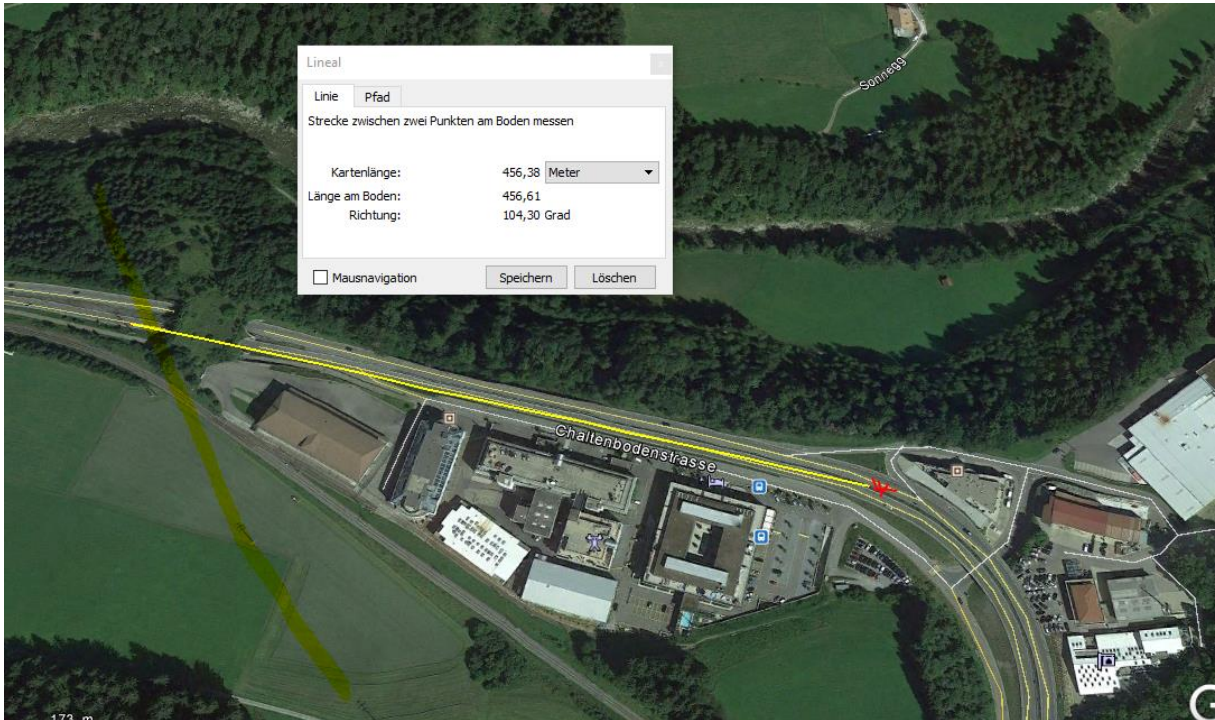 Lineal
Linie Pfad
Strecke zwischen zwei Punkten am Boden messen
Kartenlänge: 456,38 Meter
Länge am Boden: 456,61
Richtung: 104,30 Grad
Mausnavigation Speichern Löschen
Sonnegg
Chaltenbodenstrasse
173 m
G